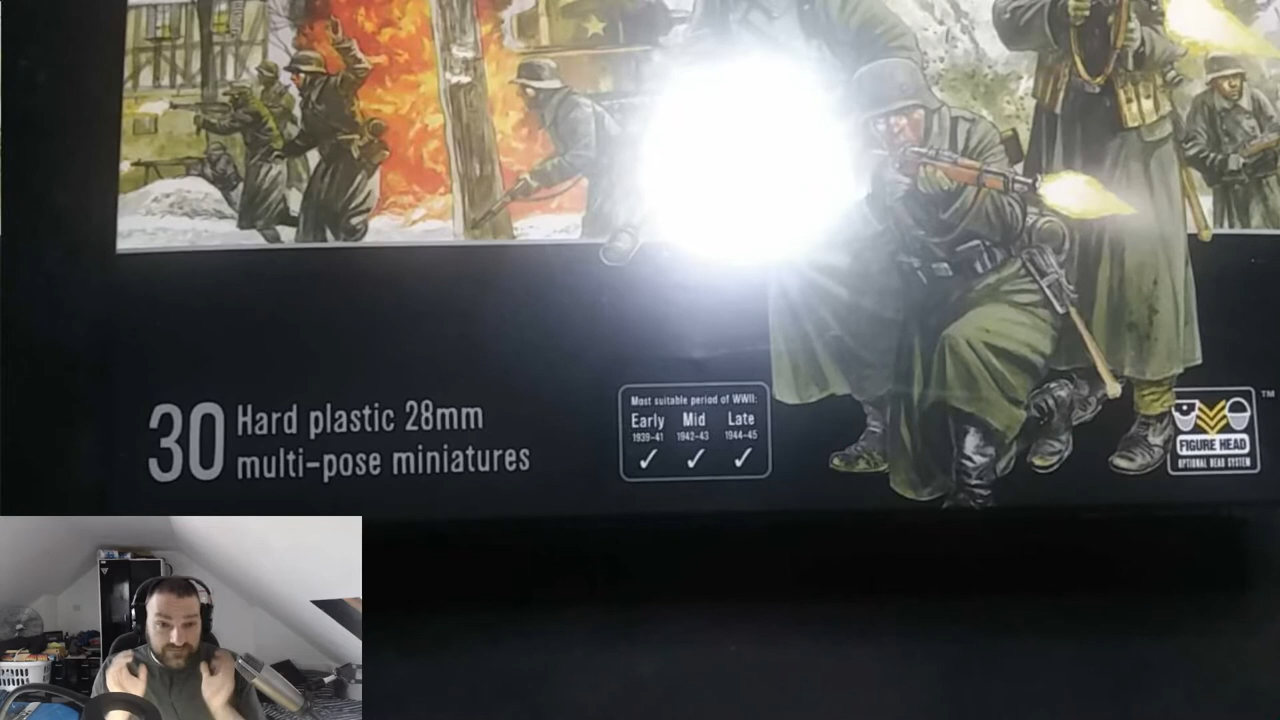 30
Hard plastic 28mm
multi-pose miniatures
Most suitable period of WWII:
Early Mid Late
1939-41 1942-43 1944-45
✓ ✓ ✓
TM
FIGURE HEAD
OPTIONAL HEAD SYSTEM